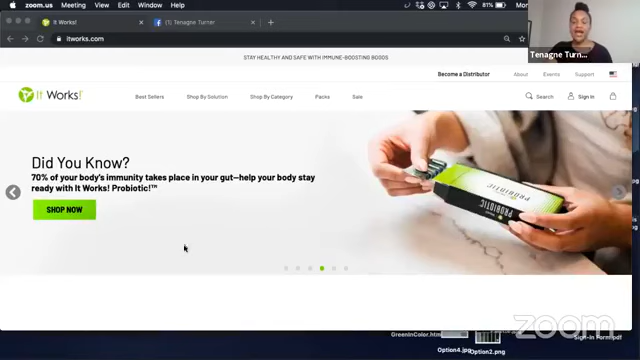 zoom.us Meeting View Edit Window Help
81%
It Works!
(1) Tenagne Turner
itworks.com
Tenagne Turn...
STAY HEALTHY AND SAFE WITH IMMUNE-BOOSTING FOODS
Become a Distributor About Events Support
It Works!
Best Sellers Shop By Solution Shop By Category Packs Sale
Search Sign In
Did You Know?
70% of your body's immunity takes place in your gut—help your body stay
ready with It Works! Probiotic!™
SHOP NOW
PROBIOTIC
PROBIOTIC
zoom
GreenInColor.htm
Option4.jpg Option2.png
Sign-in Form.pdf